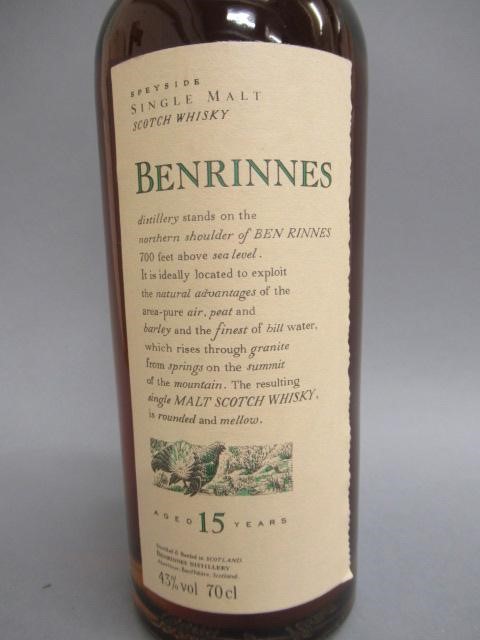 SPEYSIDE
SINGLE MALT
SCOTCH WHISKY
BENRINNES
distillery stands on the
northern shoulder of BEN RINNES
700 feet above sea level.
It is ideally located to exploit
the natural advantages of the
area-pure air, peat and
barley and the finest of hill water,
which rises through granite
from springs on the summit
of the mountain. The resulting
single MALT SCOTCH WHISKY,
is rounded and mellow.
AGED 15 YEARS
Distilled & Bottled in SCOTLAND.
BENRINNES DISTILLERY
Aberlour, Banffshire, Scotland.
43% vol 70cl